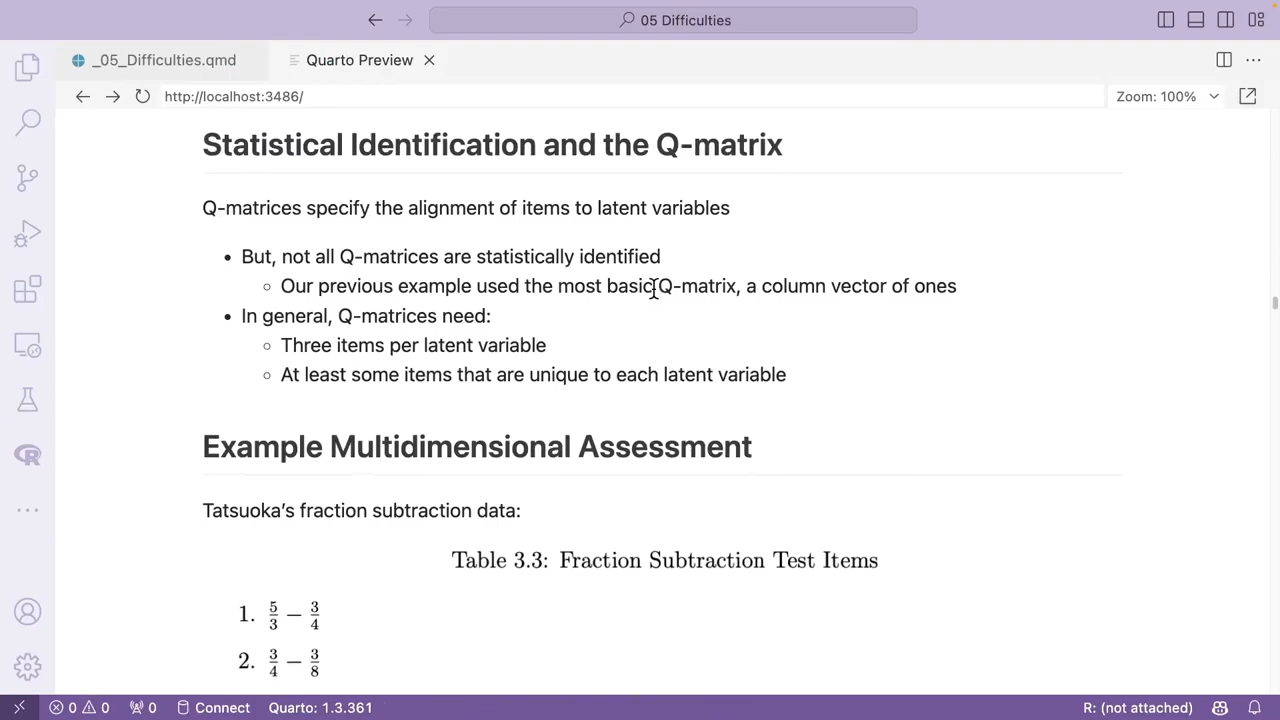 05 Difficulties
_05_Difficulties.qmd
Quarto Preview
http://localhost:3486/
Zoom: 100%
Statistical Identification and the Q-matrix
Q-matrices specify the alignment of items to latent variables
• But, not all Q-matrices are statistically identified
◦ Our previous example used the most basic Q-matrix, a column vector of ones
• In general, Q-matrices need:
◦ Three items per latent variable
◦ At least some items that are unique to each latent variable
Example Multidimensional Assessment
Tatsuoka’s fraction subtraction data:
Table 3.3: Fraction Subtraction Test Items
1. 5/3 − 3/4
2. 3/4 − 3/8
0 0 0 Connect Quarto: 1.3.361 R: (not attached)